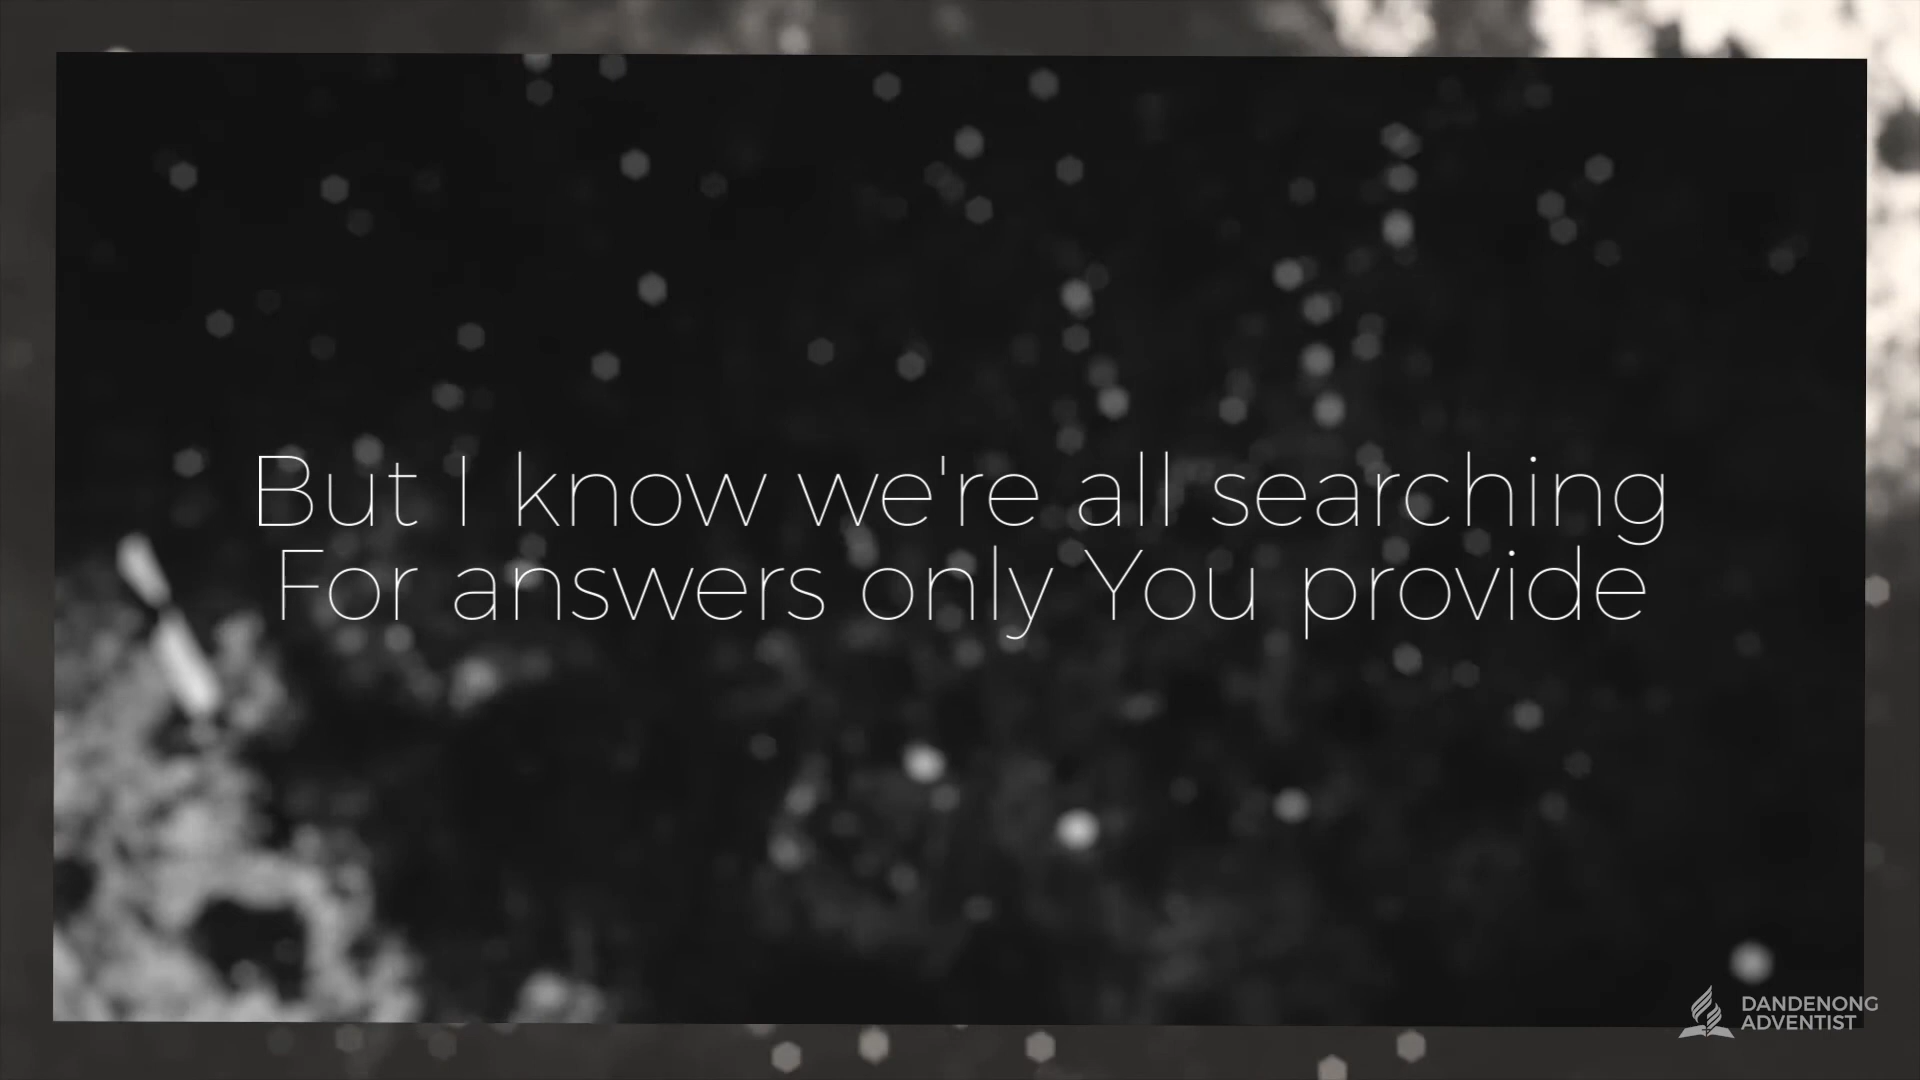 But I know we're all searching
For answers only You provide
DANDENONG
ADVENTIST